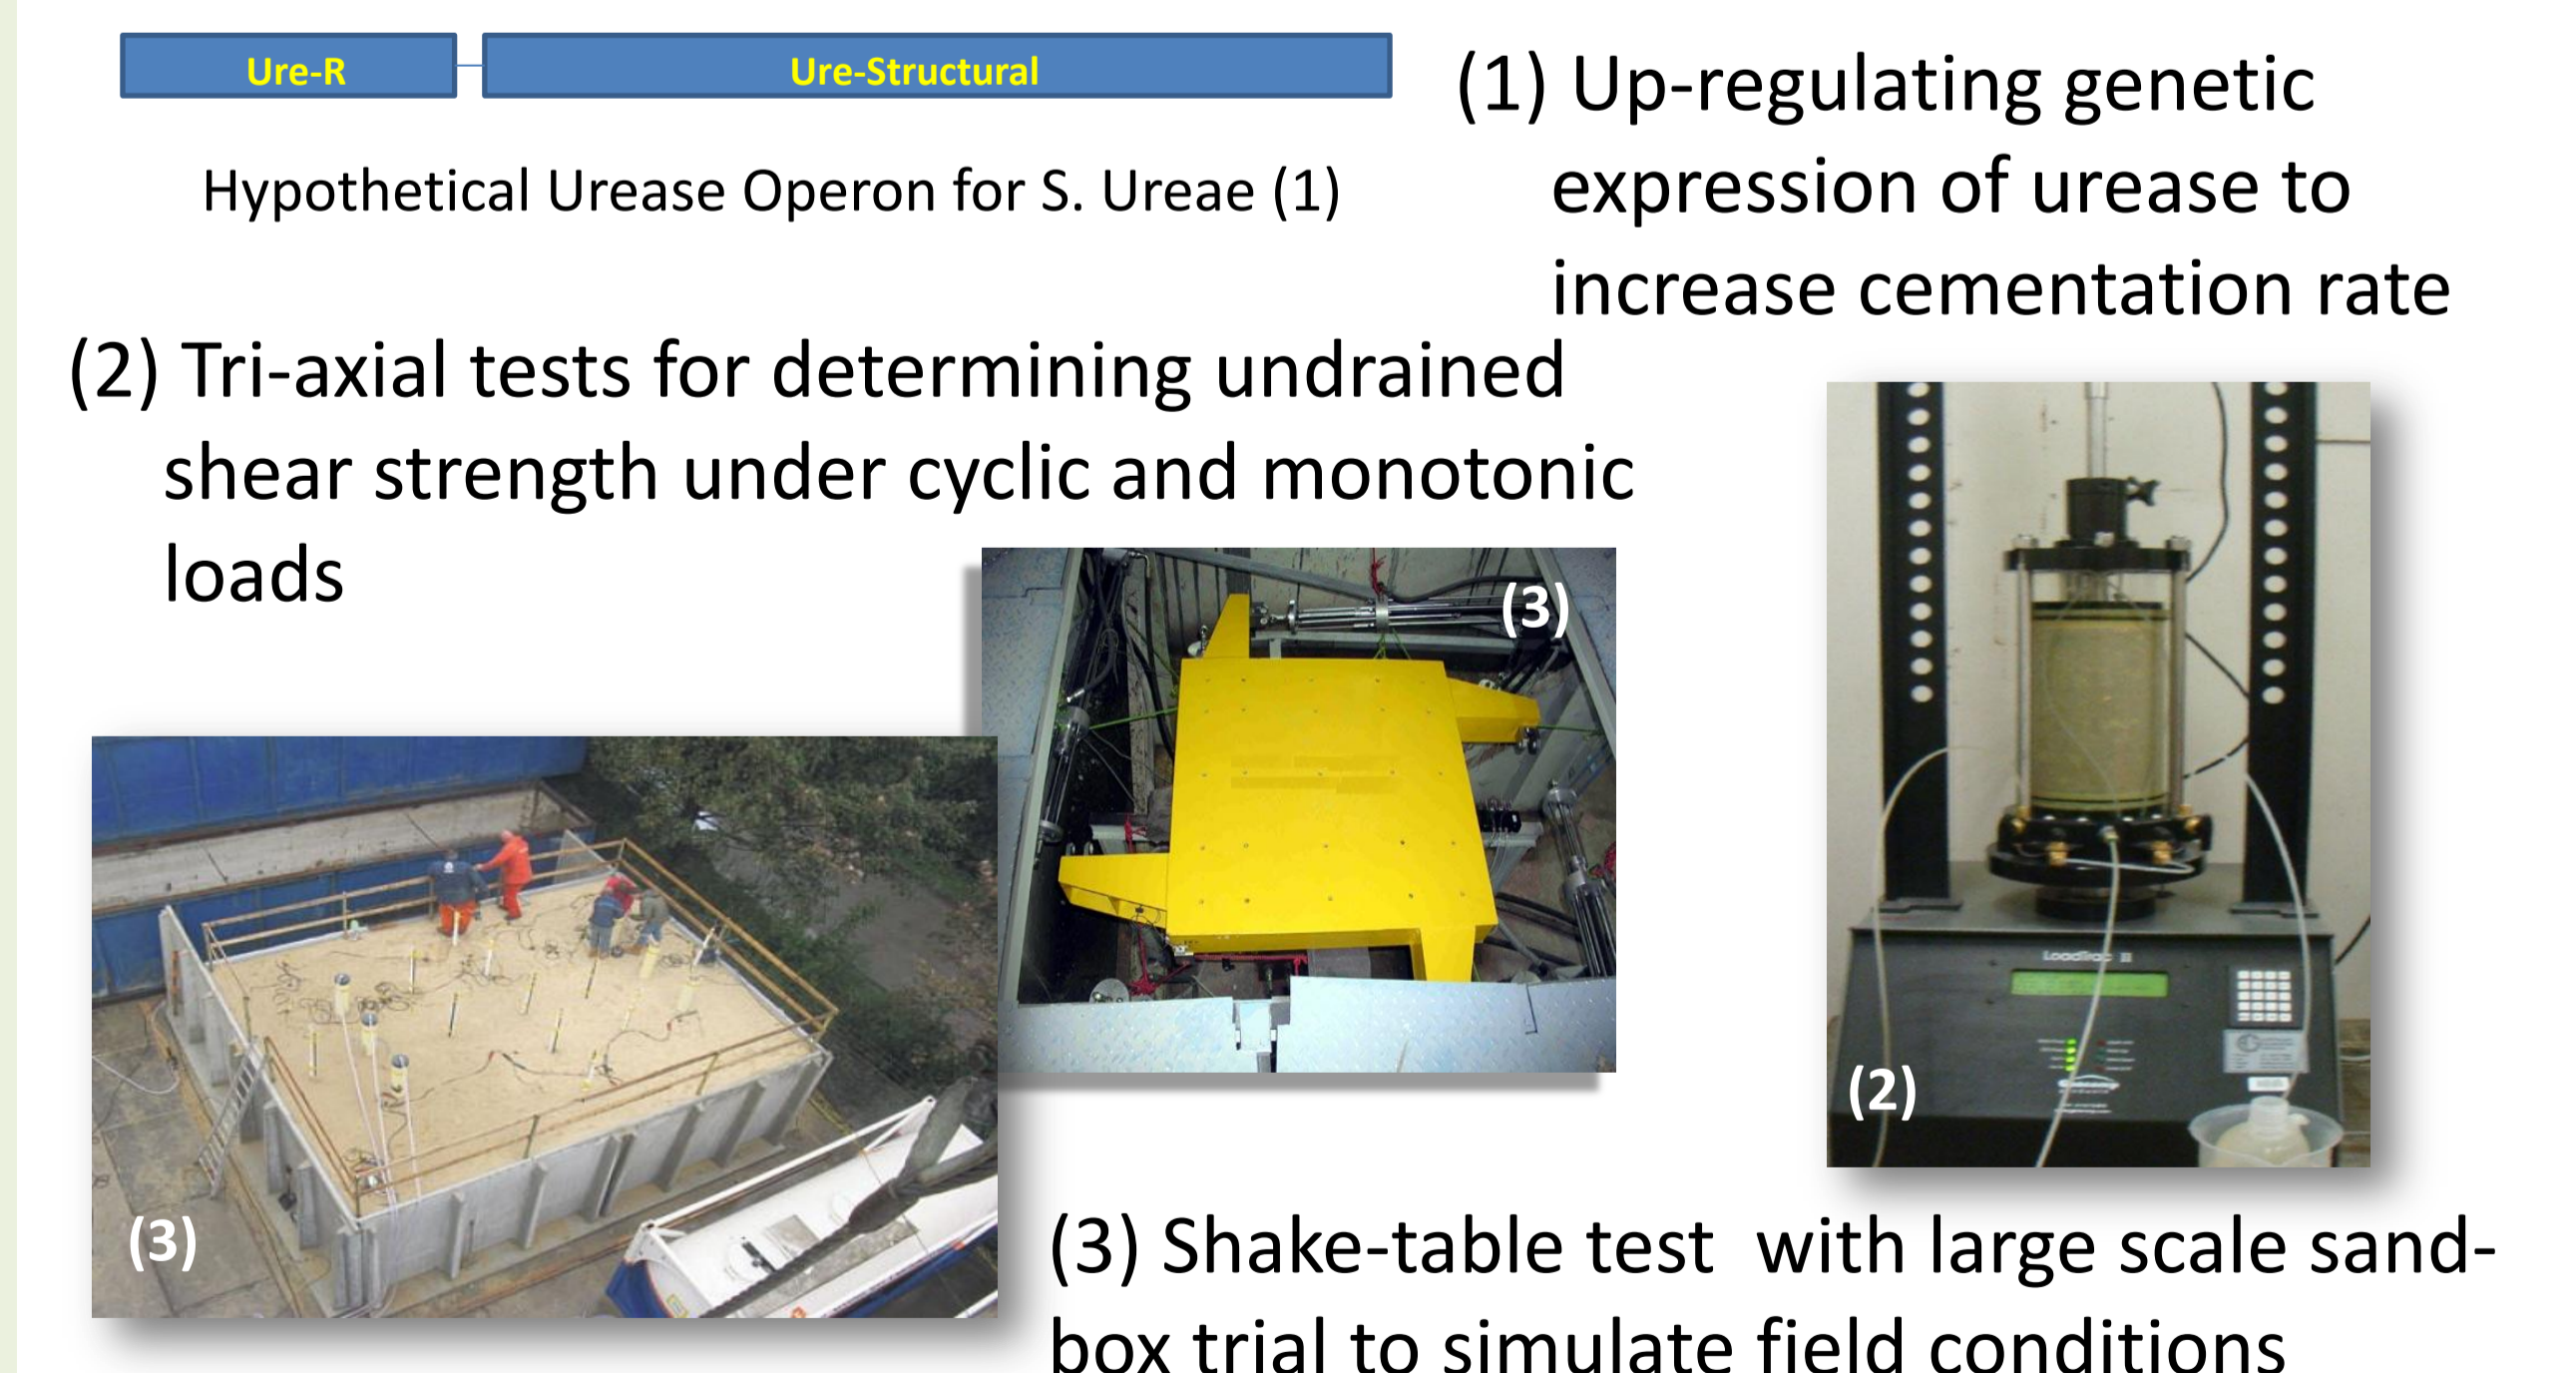 Ure-R
Ure-Structural
Hypothetical Urease Operon for S. Ureae (1)
(1) Up-regulating genetic
expression of urease to
increase cementation rate
(2) Tri-axial tests for determining undrained
shear strength under cyclic and monotonic
loads
(3)
LoadTrac II
(2)
(3)
(3) Shake-table test with large scale sand-
box trial to simulate field conditions